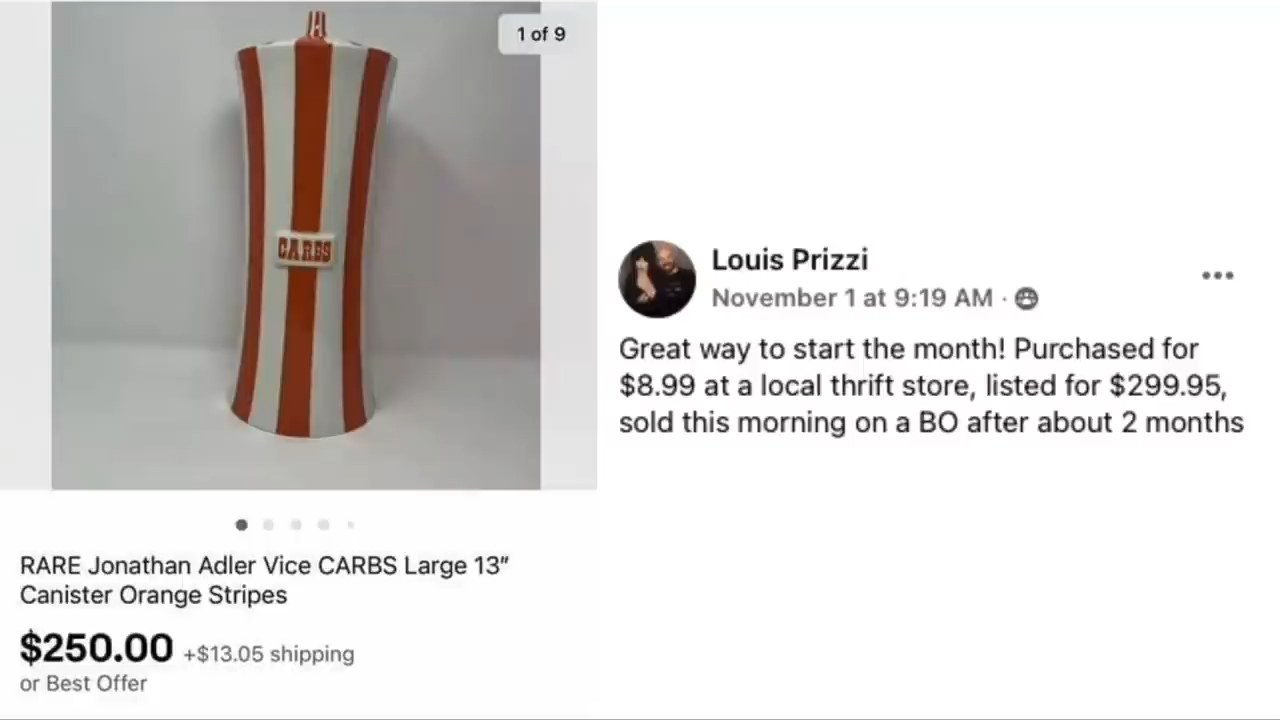 1 of 9
CARBS
RARE Jonathan Adler Vice CARBS Large 13"
Canister Orange Stripes
$250.00 +$13.05 shipping
or Best Offer
Louis Prizzi
November 1 at 9:19 AM ·
Great way to start the month! Purchased for
$8.99 at a local thrift store, listed for $299.95,
sold this morning on a BO after about 2 months